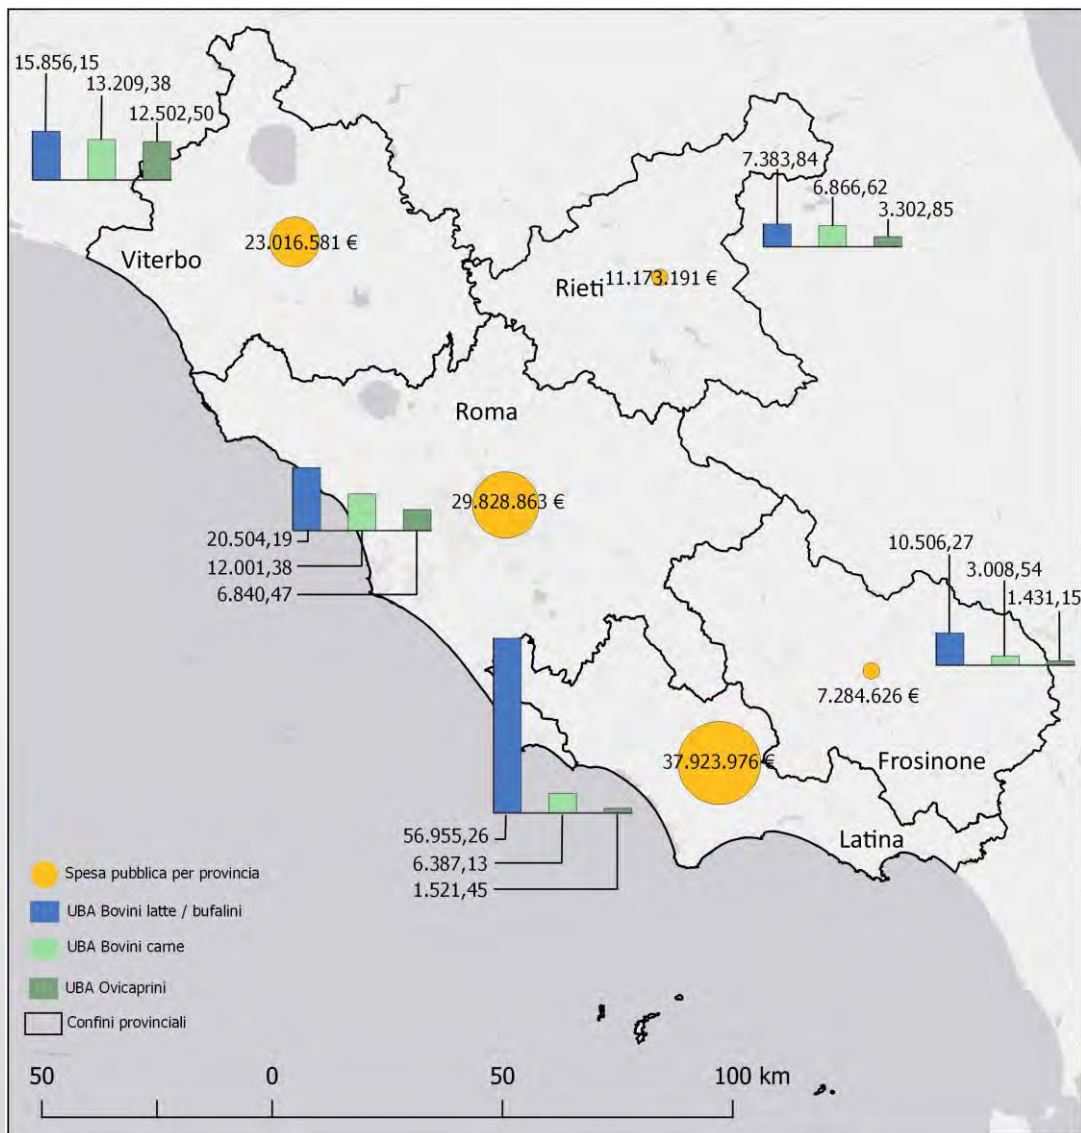 15.856,15
13.209,38
12.502,50
7.383,84
6.866,62
3.302,85
23.016.581 €
Viterbo
11.173.191 €
Rieti
Roma
29.828.863 €
20.504,19
12.001,38
6.840,47
10.506,27
3.008,54
1.431,15
7.284.626 €
37.923.976 €
Frosinone
Latina
56.955,26
6.387,13
1.521,45
Spesa pubblica per provincia
UBA Bovini latte / bufalini
UBA Bovini carne
UBA Ovicaprini
Confini provinciali
50 0 50 100 km